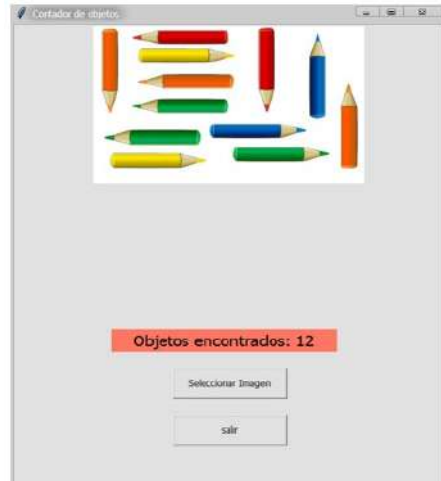 Contador de objetos
Objetos encontrados: 12
Seleccionar Imagen
salir